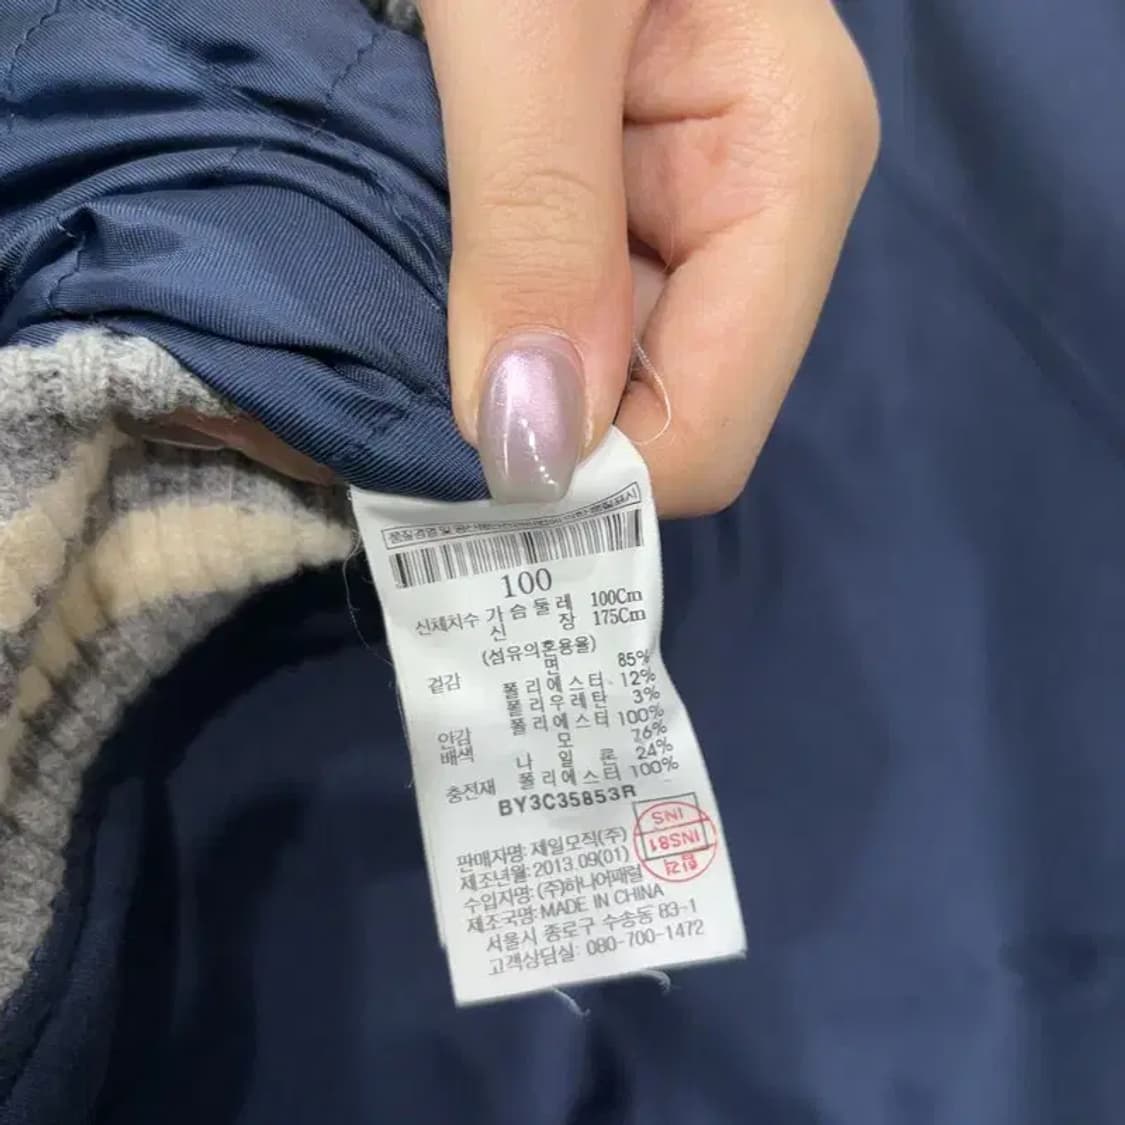 100
신체치수 가 슴 둘 레 100Cm
신 장 175Cm
(섬유의혼용율)
겉감 면 85%
폴 리 에 스 터 12%
폴 리 우 레 탄 3%
안감 폴 리 에 스 터 100%
배색 모 76%
나 일 론 24%
충전재 폴 리 에 스 터 100%
BY3C35853R
INS
INS81
합격
판매자명: 제일모직(주)
제조년월: 2013.09(01)
수입자명: (주)하나어패럴
제조국명: MADE IN CHINA
서울시 종로구 수송동 83-1
고객상담실: 080-700-1472